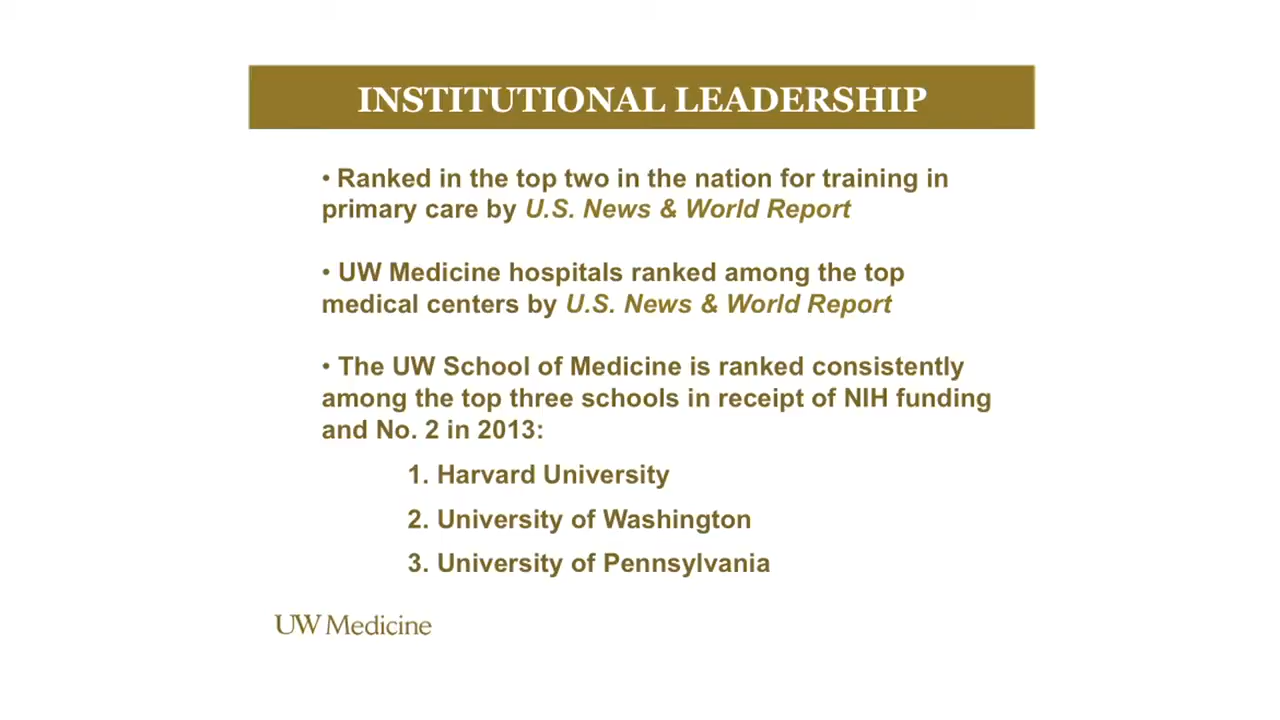 INSTITUTIONAL LEADERSHIP
• Ranked in the top two in the nation for training in
primary care by U.S. News & World Report
• UW Medicine hospitals ranked among the top
medical centers by U.S. News & World Report
• The UW School of Medicine is ranked consistently
among the top three schools in receipt of NIH funding
and No. 2 in 2013:
1. Harvard University
2. University of Washington
3. University of Pennsylvania
UW Medicine